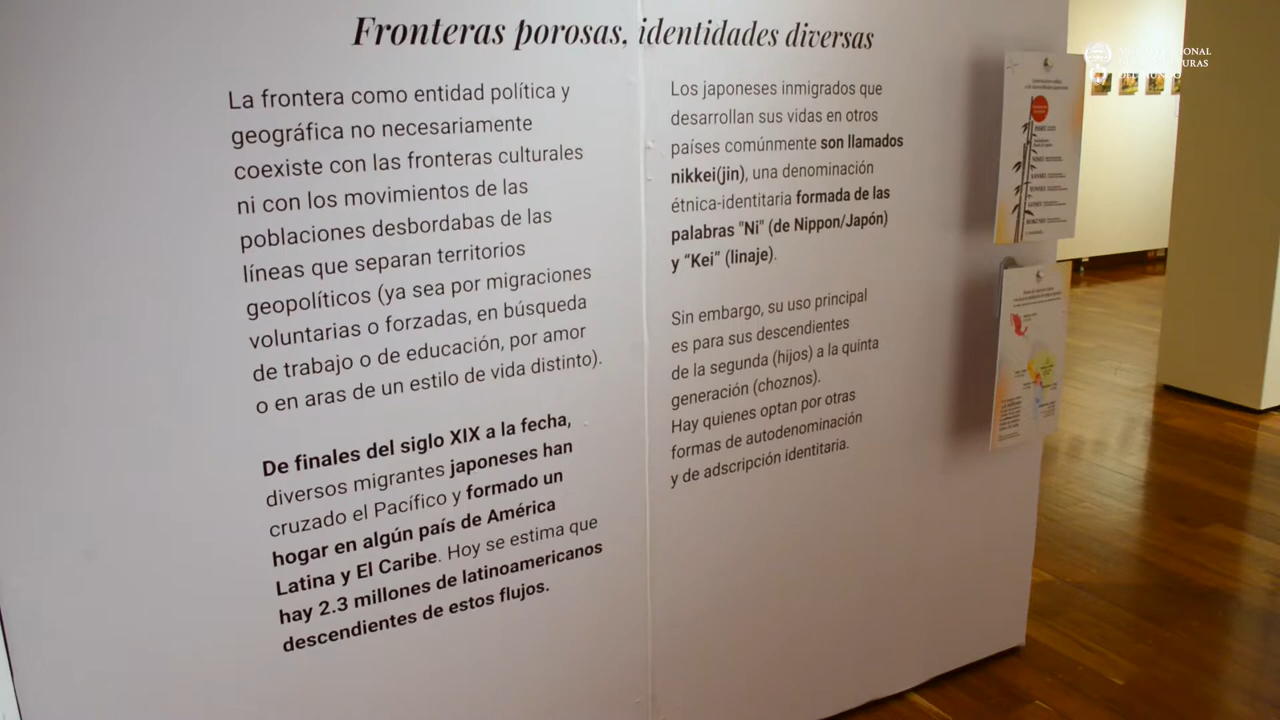 Fronteras porosas, identidades diversas
La frontera como entidad política y
geográfica no necesariamente
coexiste con las fronteras culturales
ni con los movimientos de las
poblaciones desbordabas de las
líneas que separan territorios
geopolíticos (ya sea por migraciones
voluntarias o forzadas, en búsqueda
de trabajo o de educación, por amor
o en aras de un estilo de vida distinto).
De finales del siglo XIX a la fecha,
diversos migrantes japoneses han
cruzado el Pacífico y formado un
hogar en algún país de América
Latina y El Caribe. Hoy se estima que
hay 2.3 millones de latinoamericanos
descendientes de estos flujos.
Los japoneses inmigrados que
desarrollan sus vidas en otros
países comúnmente son llamados
nikkei(jin), una denominación
étnica-identitaria formada de las
palabras "Ni" (de Nippon/Japón)
y “Kei” (linaje).
Sin embargo, su uso principal
es para sus descendientes
de la segunda (hijos) a la quinta
generación (choznos).
Hay quienes optan por otras
formas de autodenominación
y de adscripción identitaria.